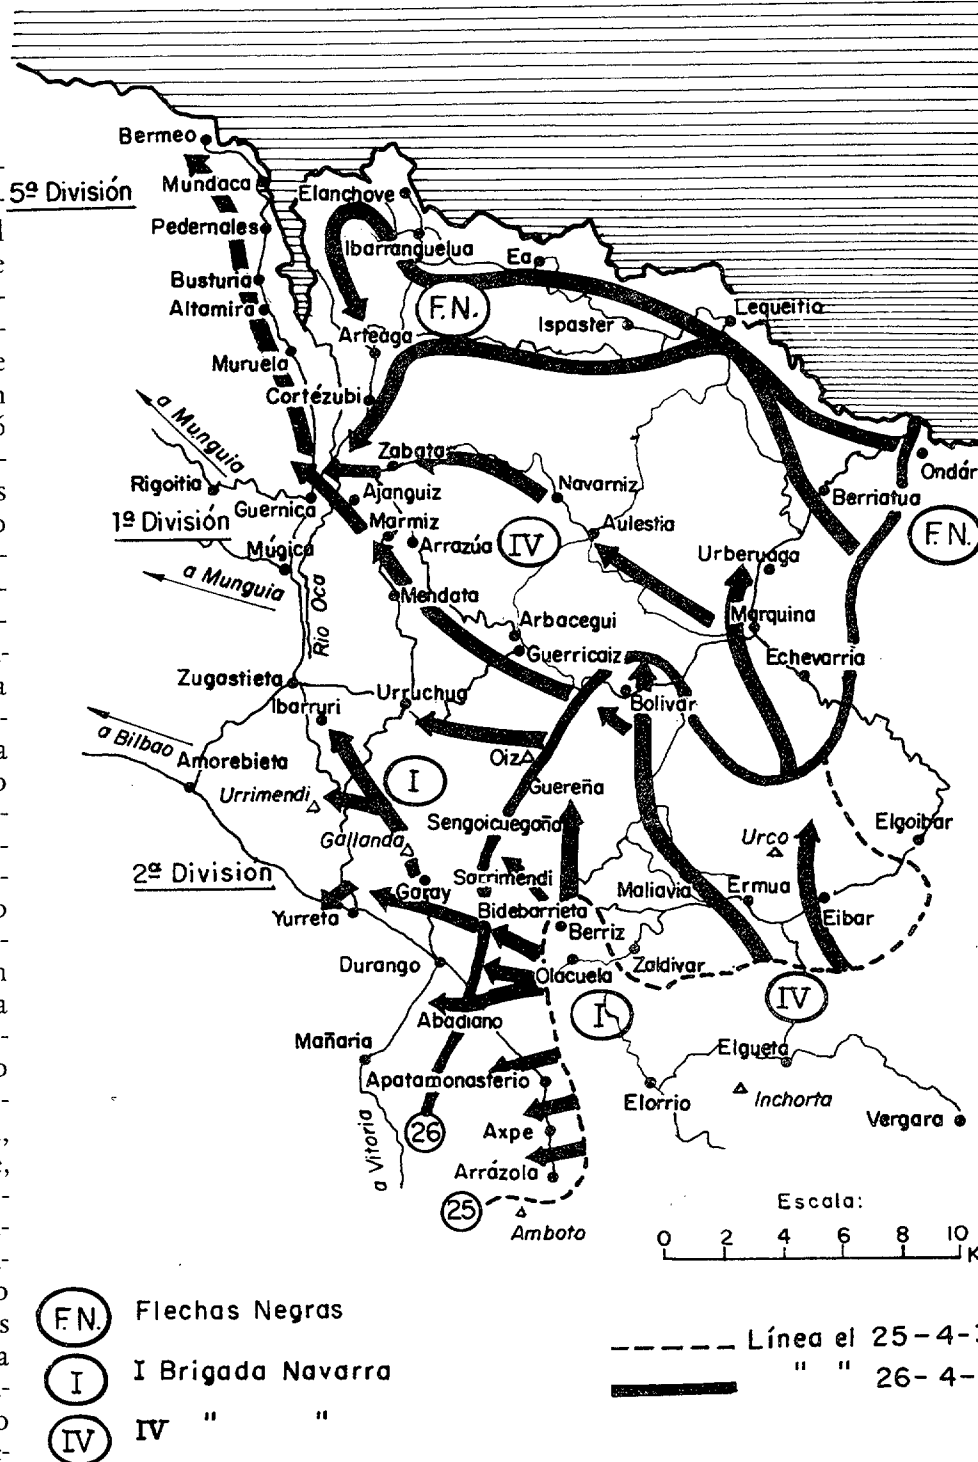 Bermeo
5ª División
Mundaca
Elanchove
Pedernales
Ibarranguelua
Ea
Busturia
F.N.
Lequeitio
Altamira
Ispaster
Arteaga
Muruela
Cortézubi
a Munguia
Zabatas
Ondár
Rigoitia
Ajanguiz
Navarniz
Berriatua
Guernica
1ª División
Marmiz
Aulestia
F.N.
Arrazúa
IV
Múgica
Urberuaga
a Munguia
Mendata
Rio Oca
Arbacegui
Marquina
Guerricaiz
Echevarria
Zugastieta
Urruchua
Bolivar
Ibarruri
a Bilbao
Amorebieta
Oiz
I
Urrimendi
Guereña
Sengoicuegaña
Elgoibar
Gallanda
Urco
2ª Division
Sarrimendi
Garay
Maliavia
Ermua
Yurreta
Bidebarrieta
Eibar
Berriz
Durango
Olacueta
Zaldivar
I
IV
Abadiano
Mañaria
Elgueta
Apatamonasterio
Elorrio
Inchorta
26
Axpe
Vergara
a Vitoria
Arrázola
25
Amboto
Escala:
0 2 4 6 8 10
K
F.N. Flechas Negras
I I Brigada Navarra
IV IV " "
Línea el 25-4-
" " 26-4-